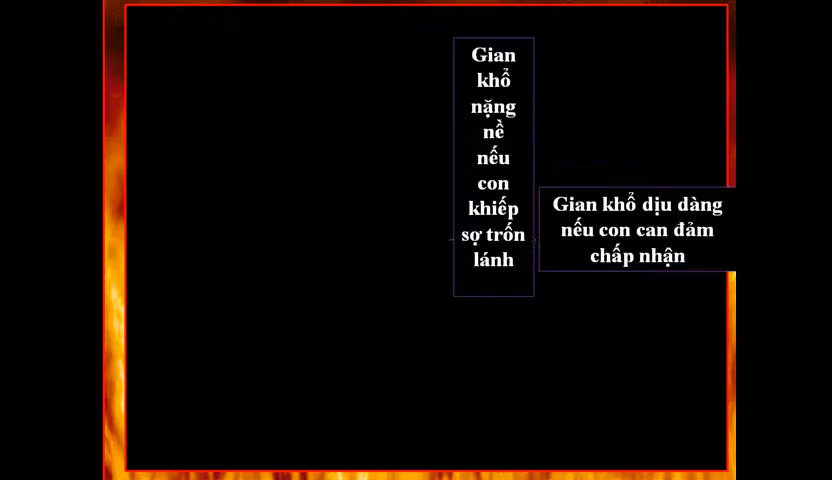 Gian
khổ
nặng
nề
nếu
con
khiếp
sợ trốn
lánh
Gian khổ dịu dàng
nếu con can đảm
chấp nhận